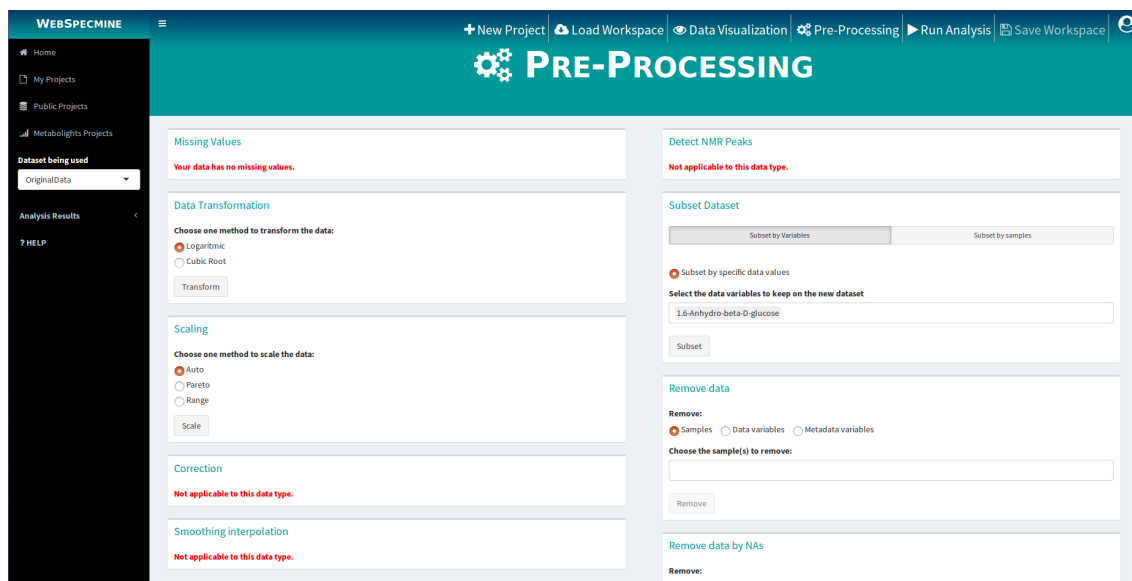 WEBSPECMINE
New Project
Load Workspace
Data Visualization
Pre-Processing
Run Analysis
Save Workspace
PRE-PROCESSING
Home
My Projects
Public Projects
Metabolights Projects
Dataset being used
OriginalData
Analysis Results
? HELP
Missing Values
Your data has no missing values.
Data Transformation
Choose one method to transform the data:
Logaritmic
Cubic Root
Transform
Scaling
Choose one method to scale the data:
Auto
Pareto
Range
Scale
Correction
Not applicable to this data type.
Smoothing interpolation
Not applicable to this data type.
Detect NMR Peaks
Not applicable to this data type.
Subset Dataset
Subset by Variables
Subset by samples
Subset by specific data values
Select the data variables to keep on the new dataset
1.6-Anhydro-beta-D-glucose
Subset
Remove data
Remove:
Samples Data variables Metadata variables
Choose the sample(s) to remove:
Remove
Remove data by NAs
Remove: